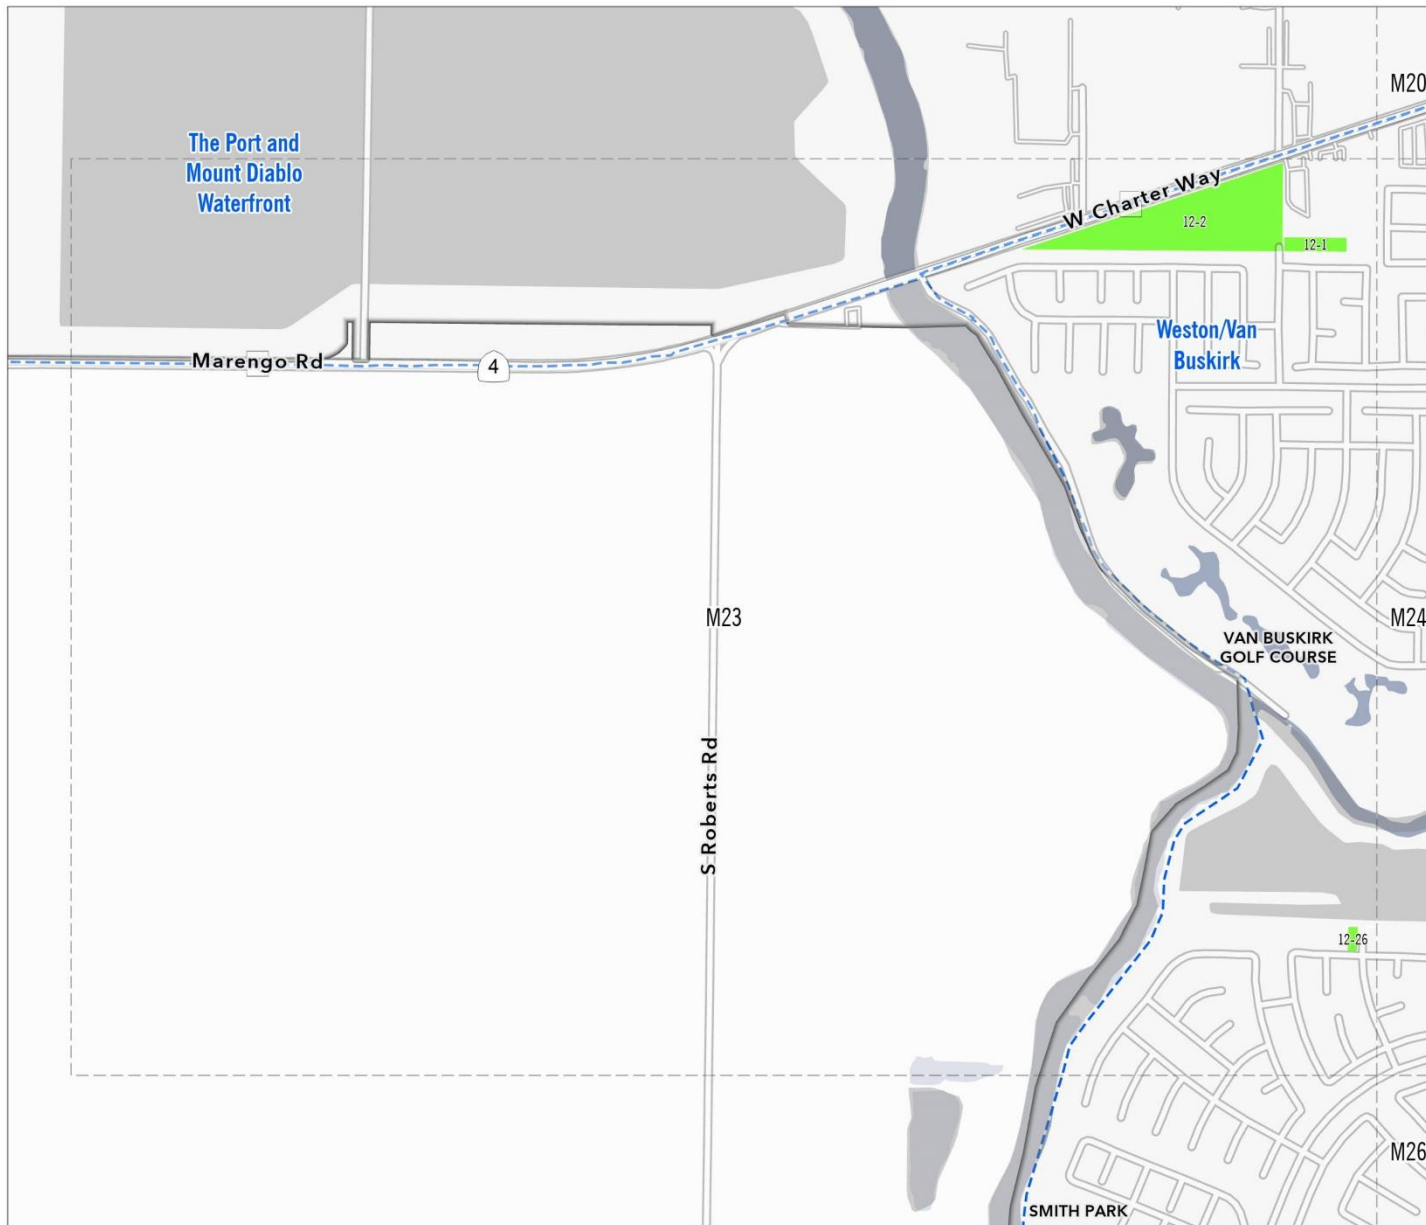 M20
The Port and
Mount Diablo
Waterfront
W Charter Way
12-2
12-1
Weston/Van
Buskirk
Marengo Rd
4
M23
M24
VAN BUSKIRK
GOLF COURSE
S Roberts Rd
12-26
M26
SMITH PARK